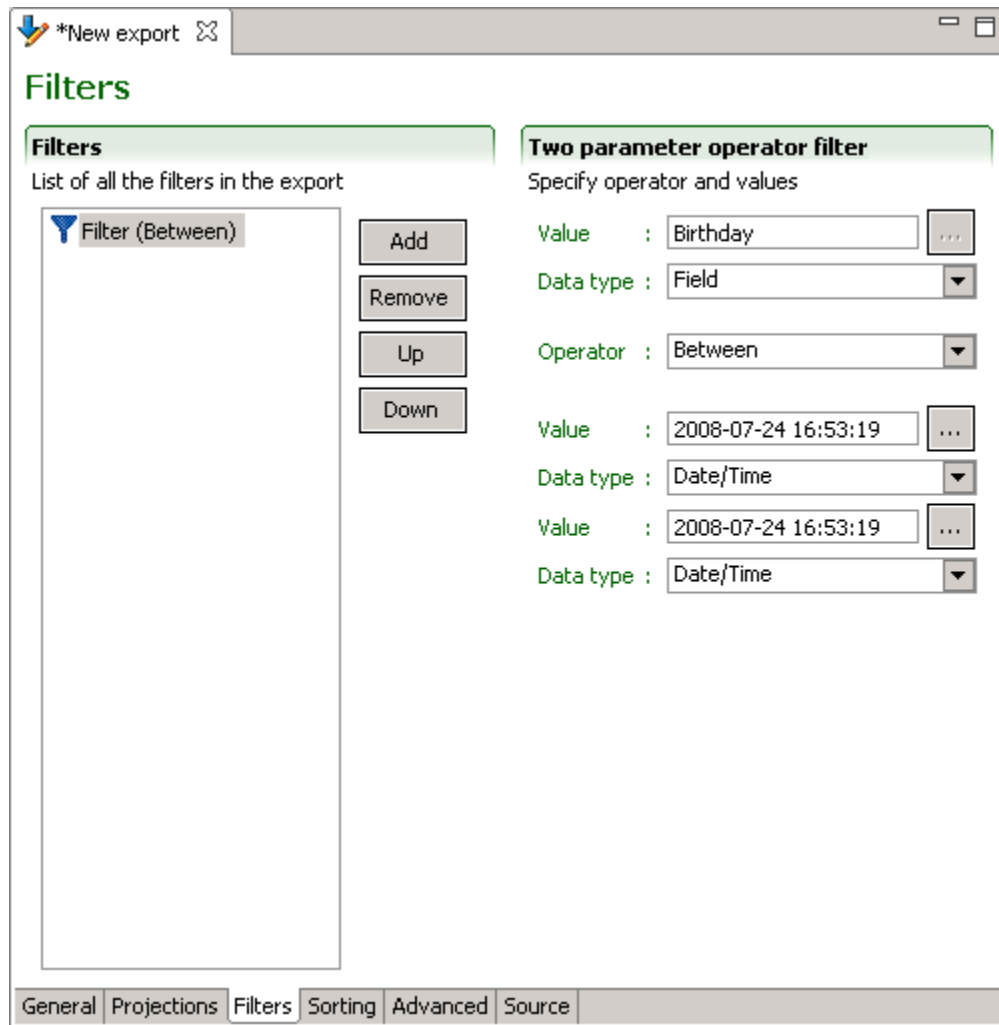 *New export
Filters
Filters
List of all the filters in the export
Filter (Between)
Add
Remove
Up
Down
Two parameter operator filter
Specify operator and values
Value : Birthday ...
Data type : Field
Operator : Between
Value : 2008-07-24 16:53:19 ...
Data type : Date/Time
Value : 2008-07-24 16:53:19 ...
Data type : Date/Time
General Projections Filters Sorting Advanced Source